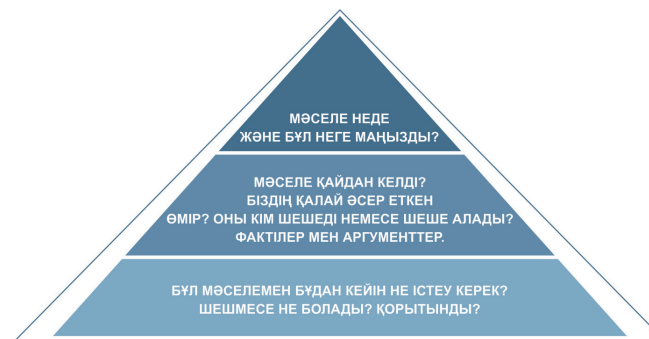 МӘСЕЛЕ НЕДЕ
ЖӘНЕ БҰЛ НЕГЕ МАҢЫЗДЫ?
МӘСЕЛЕ ҚАЙДАН КЕЛДІ?
БІЗДІҢ ҚАЛАЙ ӘСЕР ЕТКЕН
ӨМІР? ОНЫ КІМ ШЕШЕДІ НЕМЕСЕ ШЕШЕ АЛАДЫ?
ФАКТІЛЕР МЕН АРГУМЕНТТЕР.
БҰЛ МӘСЕЛЕМЕН БҰДАН КЕЙІН НЕ ІСТЕУ КЕРЕК?
ШЕШМЕСЕ НЕ БОЛАДЫ? ҚОРЫТЫНДЫ?